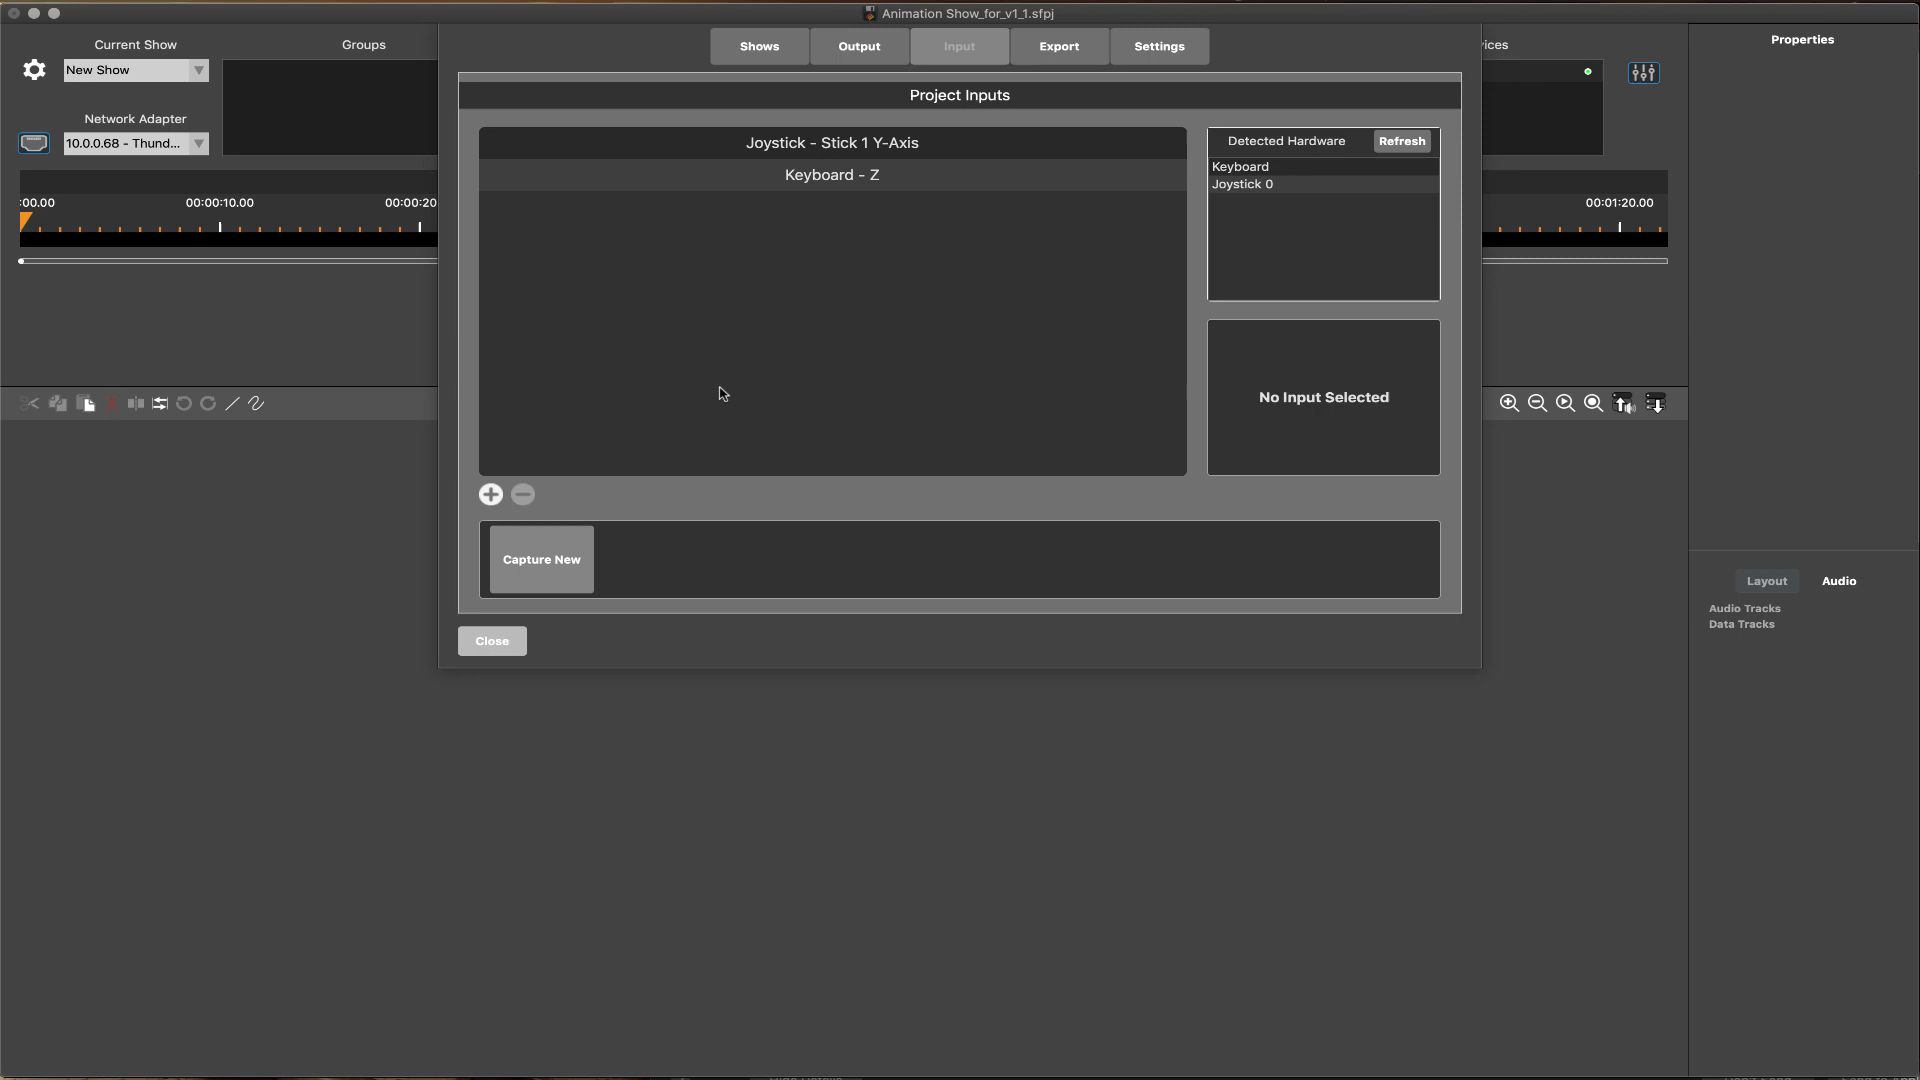 Animation Show_for_v1_1.sfpj
Current Show
Groups
New Show
Network Adapter
10.0.0.68 - Thund...
Shows
Output
Input
Export
Settings
vices
Properties
Project Inputs
Joystick - Stick 1 Y-Axis
Keyboard - Z
Detected Hardware
Refresh
Keyboard
Joystick 0
:00.00
00:00:10.00
00:00:20
00:01:20.00
No Input Selected
Capture New
Close
Layout
Audio
Audio Tracks
Data Tracks